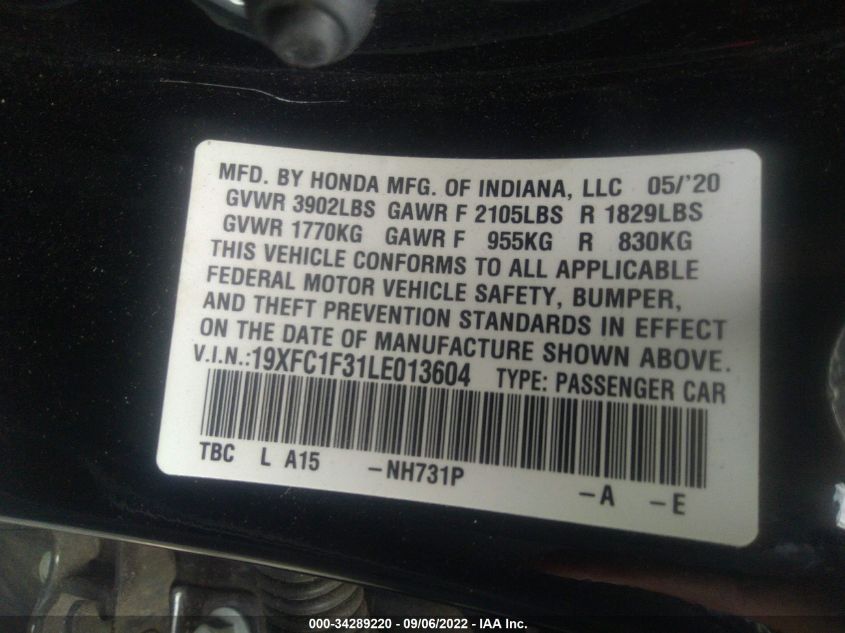 MFD. BY HONDA MFG. OF INDIANA, LLC 05/'20
GVWR 3902LBS GAWR F 2105LBS R 1829LBS
GVWR 1770KG GAWR F 955KG R 830KG
THIS VEHICLE CONFORMS TO ALL APPLICABLE
FEDERAL MOTOR VEHICLE SAFETY, BUMPER,
AND THEFT PREVENTION STANDARDS IN EFFECT
ON THE DATE OF MANUFACTURE SHOWN ABOVE.
V.I.N.:19XFC1F31LE013604 TYPE: PASSENGER CAR
TBC L A15 -NH731P -A -E
000-34289220 - 09/06/2022 - IAA Inc.